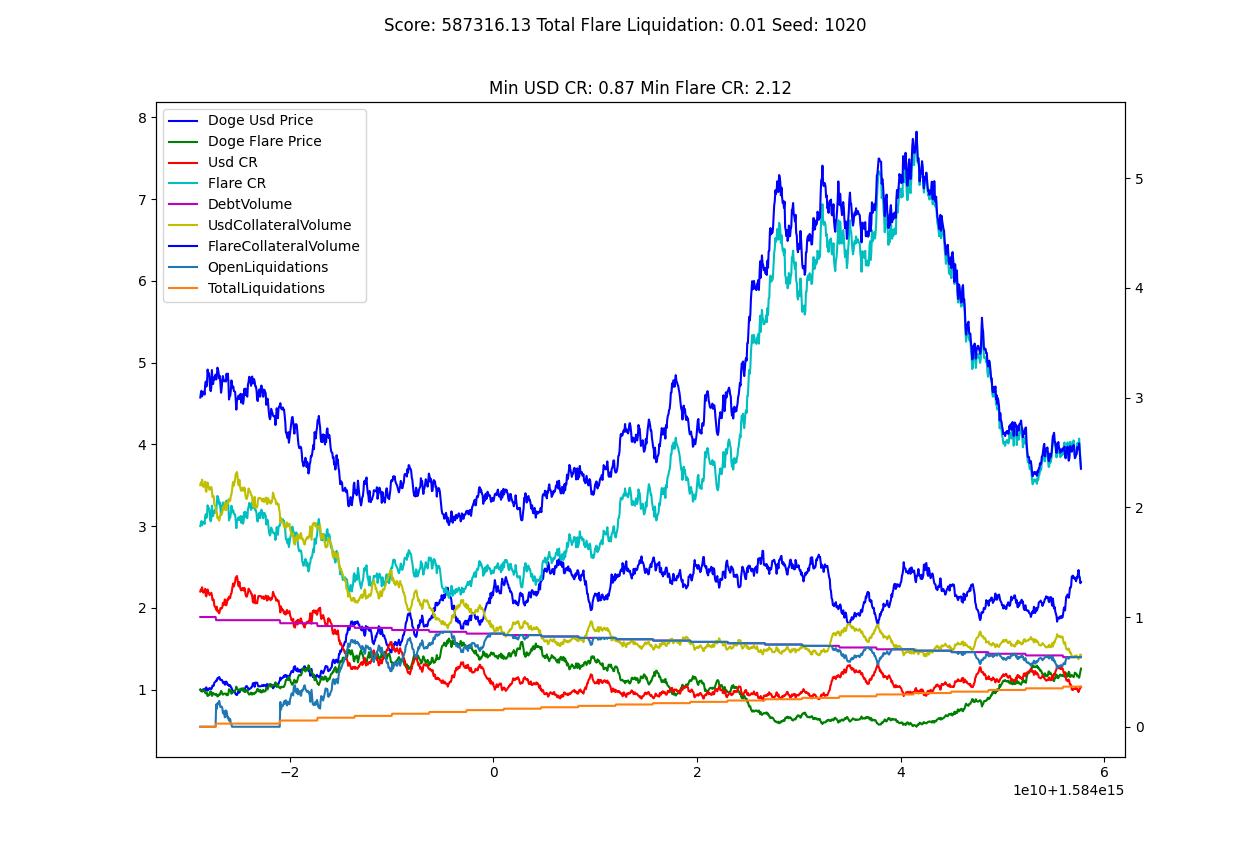 Score: 587316.13 Total Flare Liquidation: 0.01 Seed: 1020
Min USD CR: 0.87 Min Flare CR: 2.12
Doge Usd Price
Doge Flare Price
Usd CR
Flare CR
DebtVolume
UsdCollateralVolume
FlareCollateralVolume
OpenLiquidations
TotalLiquidations
8
7
6
5
4
3
2
1
5
4
3
2
1
0
−2
0
2
4
6
1e10+1.584e15